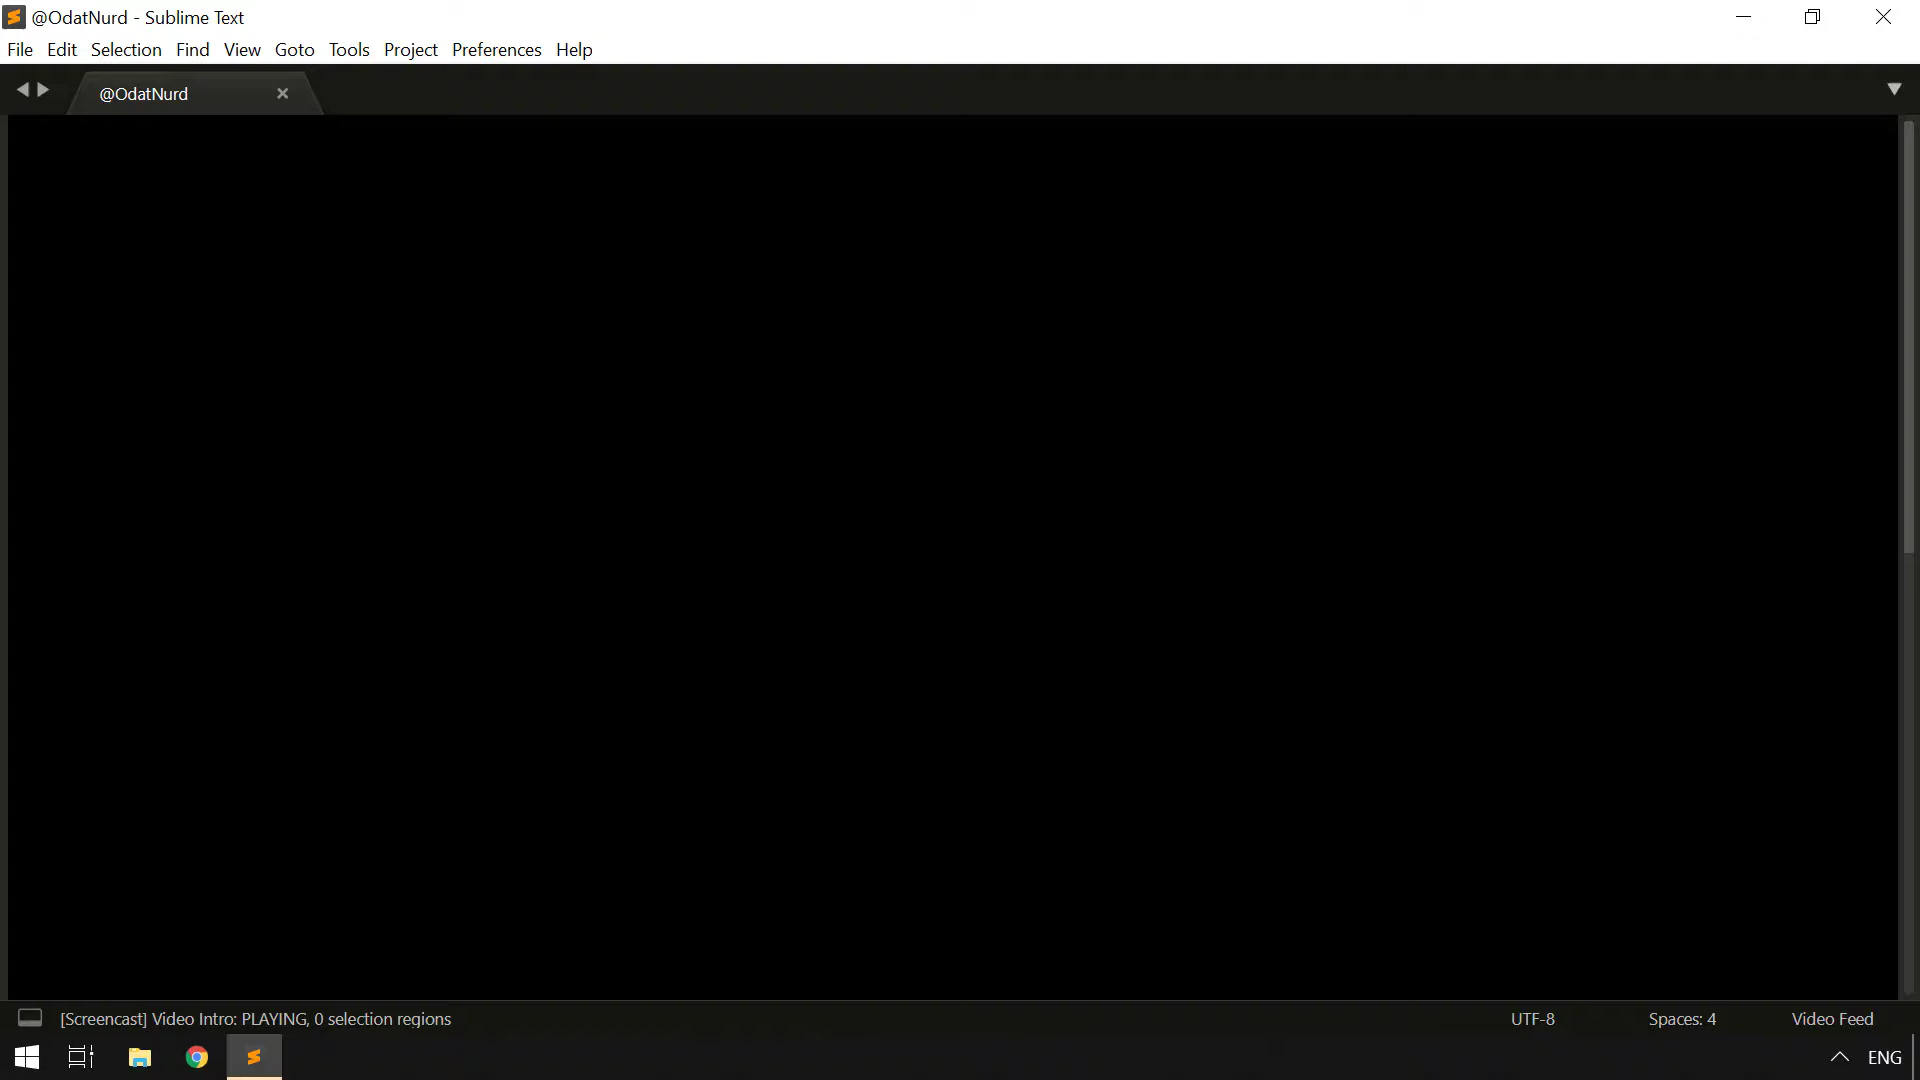 @OdatNurd - Sublime Text
File Edit Selection Find View Goto Tools Project Preferences Help
@OdatNurd
[Screencast] Video Intro: PLAYING, 0 selection regions UTF-8 Spaces: 4 Video Feed
ENG